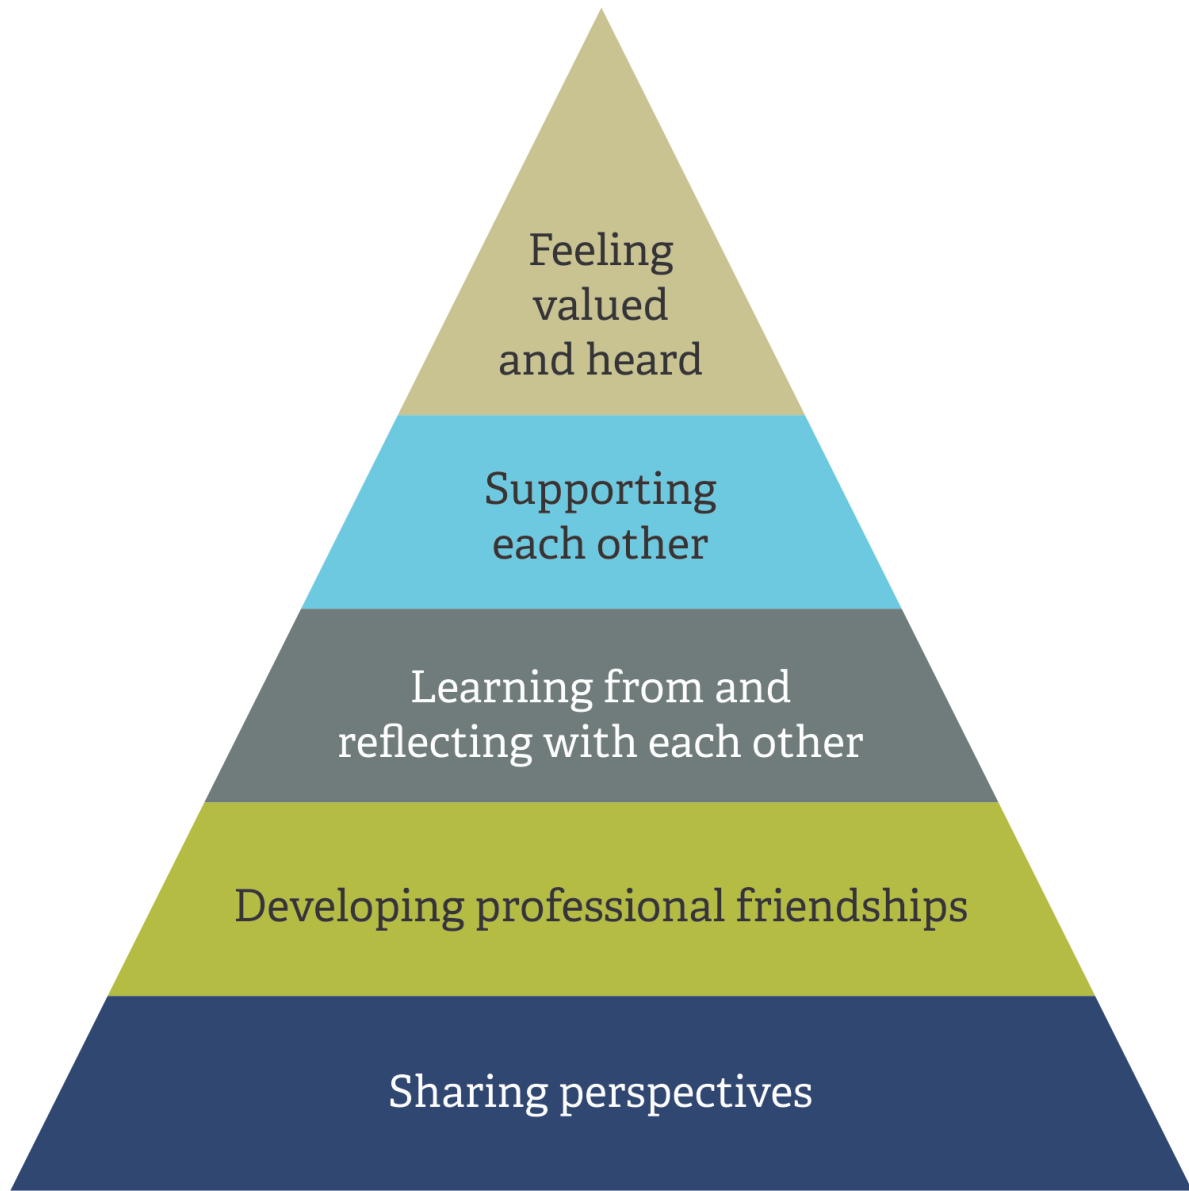 Feeling
valued
and heard
Supporting
each other
Learning from and
reflecting with each other
Developing professional friendships
Sharing perspectives